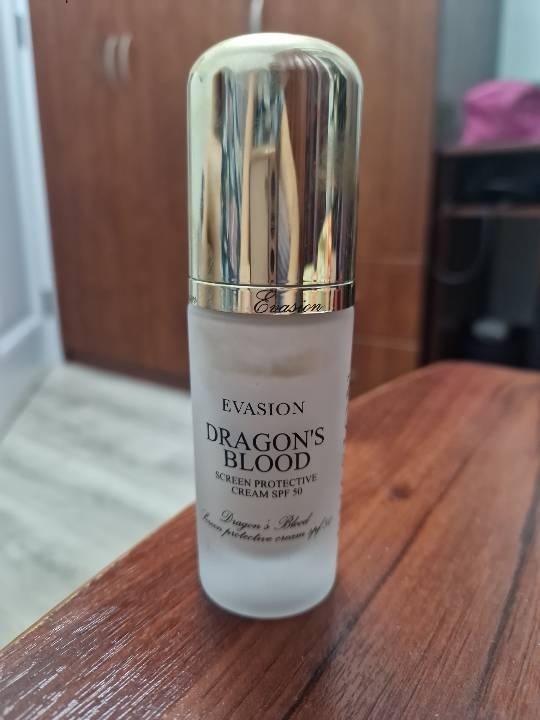 Evasion
EVASION
DRAGON'S
BLOOD
SCREEN PROTECTIVE
CREAM SPF 50
Dragon's Blood
Screen protective cream spf 50